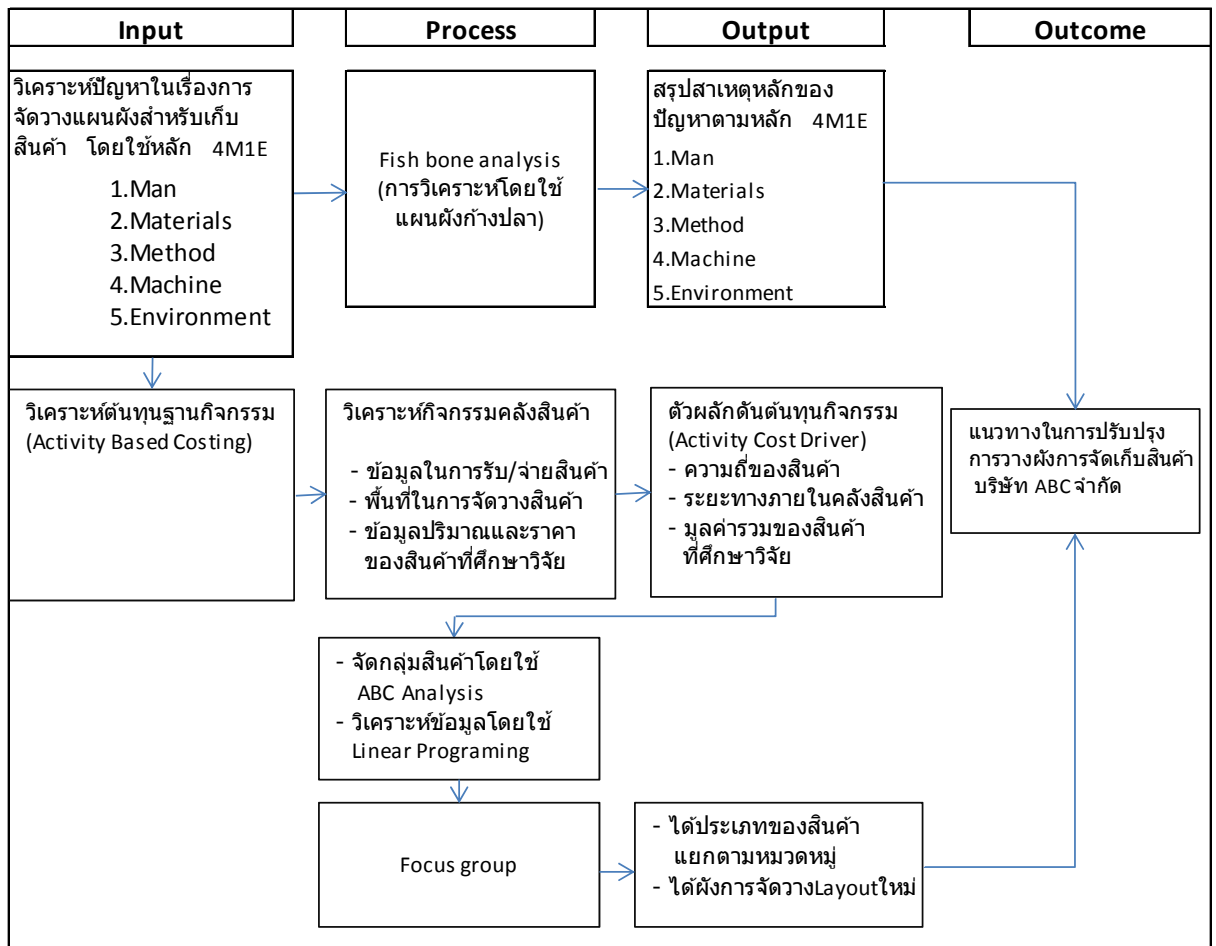 Input
Process
Output
Outcome
วิเคราะห์ปัญหาในเรื่องการ
จัดวางแผนผังสำหรับเก็บ
สินค้า โดยใช้หลัก 4M1E
1.Man
2.Materials
3.Method
4.Machine
5.Environment
Fish bone analysis
(การวิเคราะห์โดยใช้
แผนผังก้างปลา)
สรุปสาเหตุหลักของ
ปัญหาตามหลัก 4M1E
1.Man
2.Materials
3.Method
4.Machine
5.Environment
วิเคราะห์ต้นทุนฐานกิจกรรม
(Activity Based Costing)
วิเคราะห์กิจกรรมคลังสินค้า
- ข้อมูลในการรับ/จ่ายสินค้า
- พื้นที่ในการจัดวางสินค้า
- ข้อมูลปริมาณและราคา
ของสินค้าที่ศึกษาวิจัย
ตัวผลักดันต้นทุนกิจกรรม
(Activity Cost Driver)
- ความถี่ของสินค้า
- ระยะทางภายในคลังสินค้า
- มูลค่ารวมของสินค้า
ที่ศึกษาวิจัย
แนวทางในการปรับปรุง
การวางผังการจัดเก็บสินค้า
บริษัท ABC จำกัด
- จัดกลุ่มสินค้าโดยใช้
ABC Analysis
- วิเคราะห์ข้อมูลโดยใช้
Linear Programing
Focus group
- ได้ประเภทของสินค้า
แยกตามหมวดหมู่
- ได้ผังการจัดวางLayoutใหม่